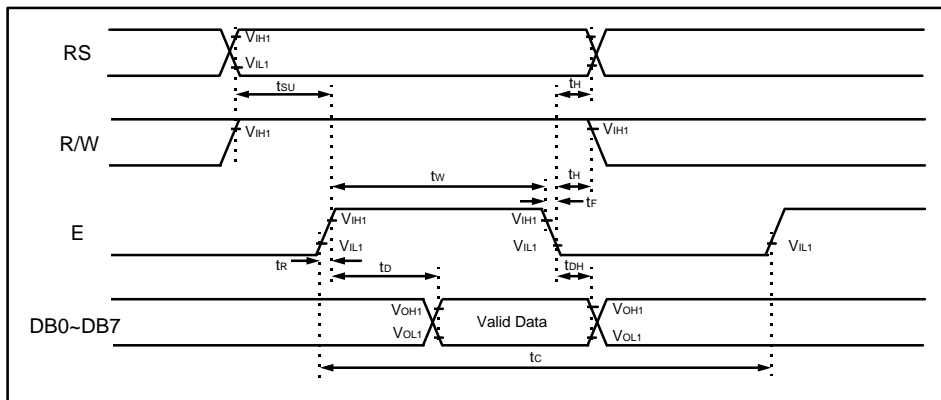 RS
VIH1
VIL1
tSU
tH
R/W
VIH1
VIH1
tW
tH
tF
E
VIH1
VIH1
VIL1
VIL1
VIL1
tR
tD
tDH
DB0~DB7
VOH1
Valid Data
VOH1
VOL1
VOL1
tC